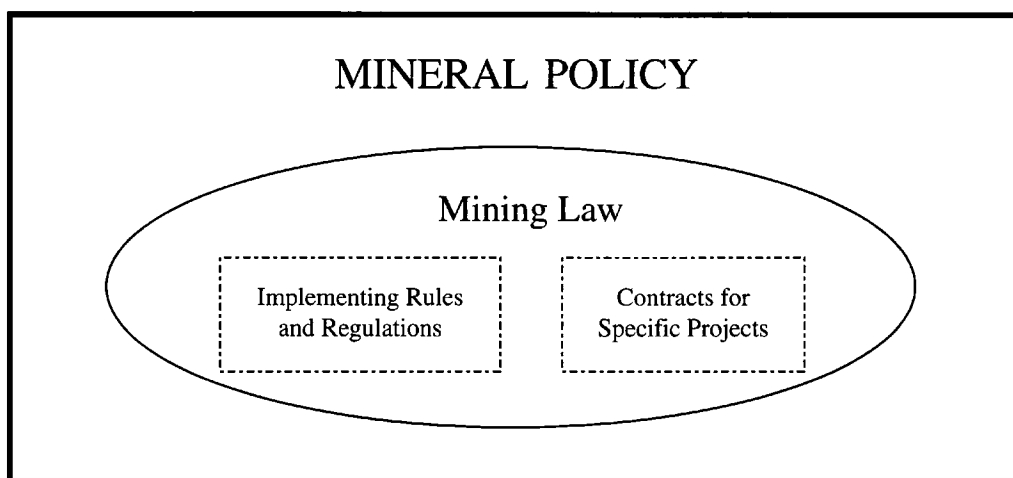 MINERAL POLICY
Mining Law
Implementing Rules
and Regulations
Contracts for
Specific Projects